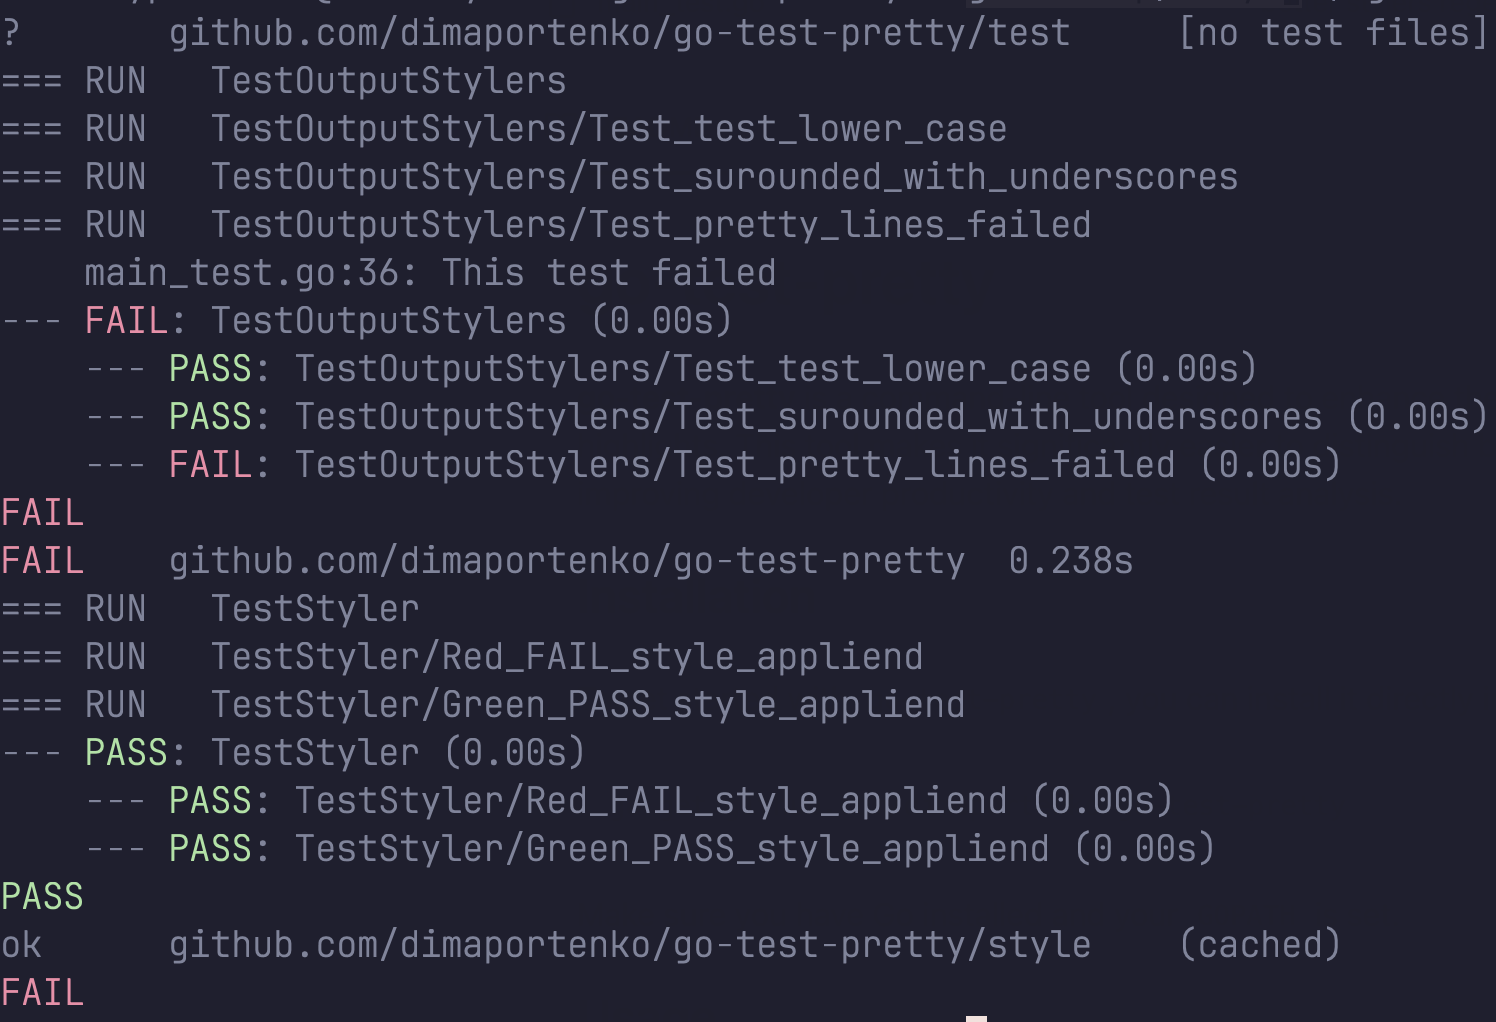 ?       github.com/dimaportenko/go-test-pretty/test     [no test files]
=== RUN   TestOutputStylers
=== RUN   TestOutputStylers/Test_test_lower_case
=== RUN   TestOutputStylers/Test_surounded_with_underscores
=== RUN   TestOutputStylers/Test_pretty_lines_failed
    main_test.go:36: This test failed
--- FAIL: TestOutputStylers (0.00s)
    --- PASS: TestOutputStylers/Test_test_lower_case (0.00s)
    --- PASS: TestOutputStylers/Test_surounded_with_underscores (0.00s)
    --- FAIL: TestOutputStylers/Test_pretty_lines_failed (0.00s)
FAIL
FAIL    github.com/dimaportenko/go-test-pretty  0.238s
=== RUN   TestStyler
=== RUN   TestStyler/Red_FAIL_style_appliend
=== RUN   TestStyler/Green_PASS_style_appliend
--- PASS: TestStyler (0.00s)
    --- PASS: TestStyler/Red_FAIL_style_appliend (0.00s)
    --- PASS: TestStyler/Green_PASS_style_appliend (0.00s)
PASS
ok      github.com/dimaportenko/go-test-pretty/style    (cached)
FAIL